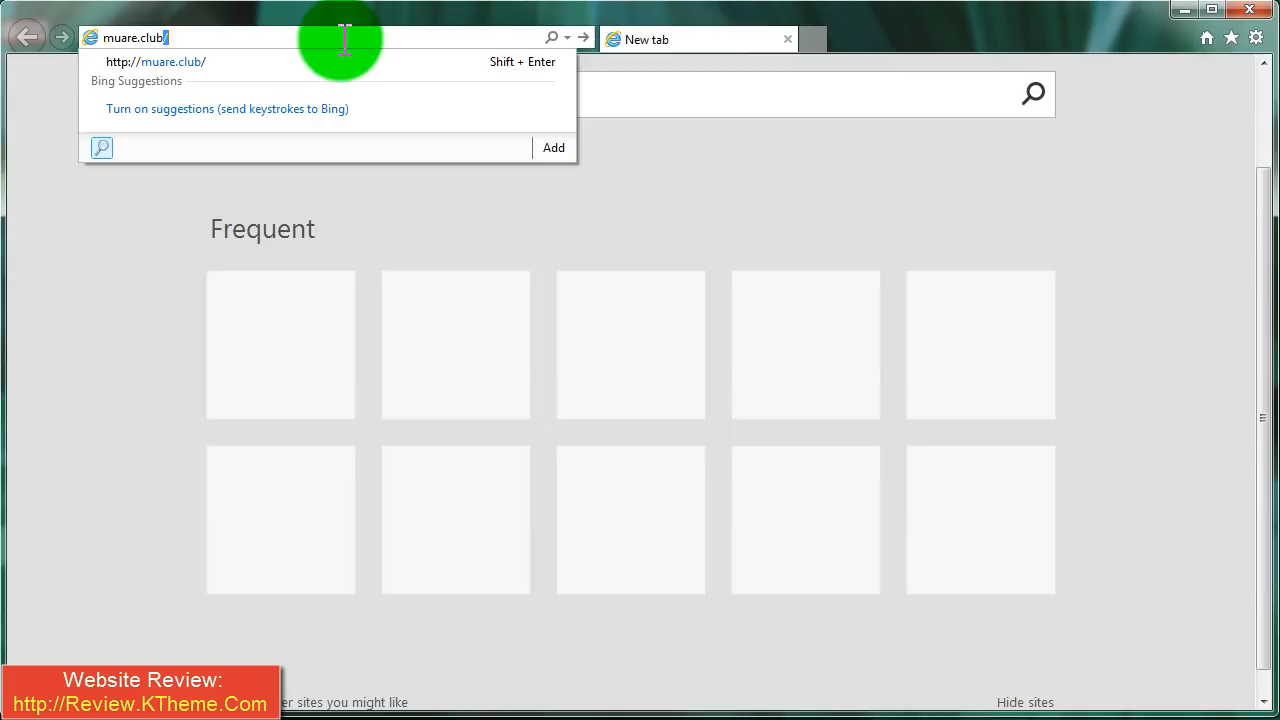 muare.club/
New tab
http://muare.club/ Shift + Enter
Bing Suggestions
Turn on suggestions (send keystrokes to Bing)
Add
Frequent
er sites you might like
Hide sites
Website Review:
http://Review.KTheme.Com